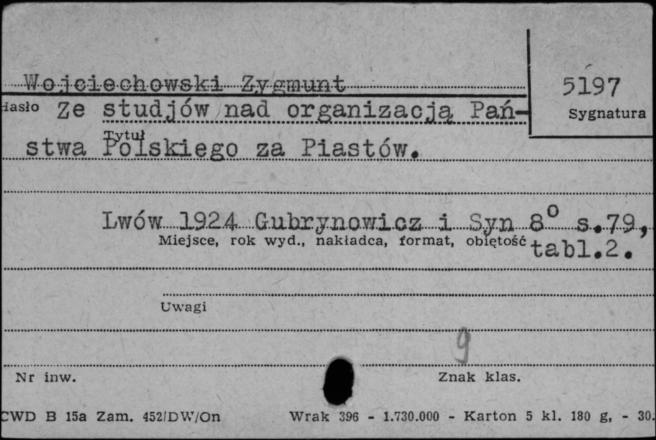 Wojciechowski Zygmunt
5197
Hasło Ze studjów nad organizacją Pań-
Sygnatura
Tytuł
stwa Polskiego za Piastów.
Lwów 1924 Gubrynowicz i Syn 8° s.79,
Miejsce, rok wyd., nakładca, format, objętość tabl.2.
Uwagi
9
Nr inw.
Znak klas.
CWD B 15a Zam. 452/DW/On Wrak 396 - 1.730.000 - Karton 5 kl. 180 g, - 30.